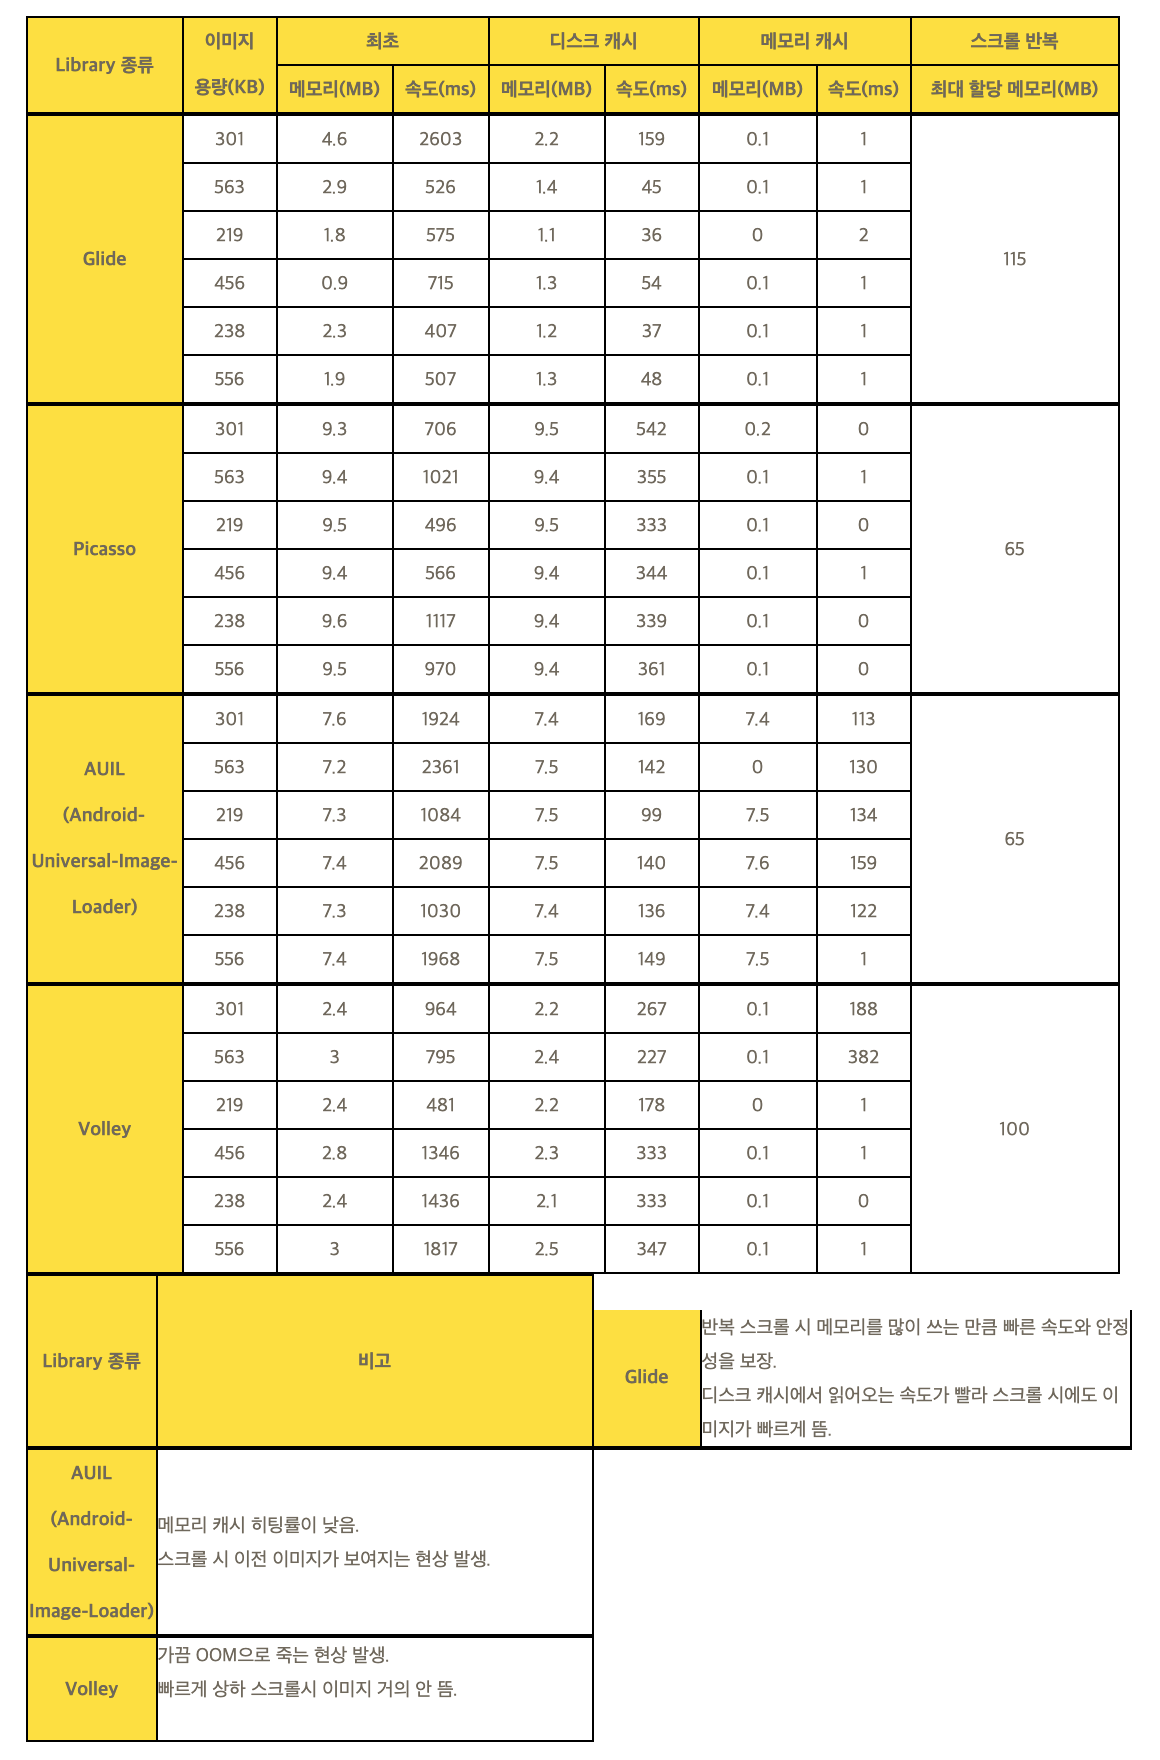 Library 종류 이미지 용량(KB) 최초 디스크 캐시 메모리 캐시 스크롤 반복
메모리(MB) 속도(ms) 메모리(MB) 속도(ms) 메모리(MB) 속도(ms) 최대 할당 메모리(MB)
Glide
301 4.6 2603 2.2 159 0.1 1
563 2.9 526 1.4 45 0.1 1
219 1.8 575 1.1 36 0 2
456 0.9 715 1.3 54 0.1 1
238 2.3 407 1.2 37 0.1 1
556 1.9 507 1.3 48 0.1 1
115
Picasso
301 9.3 706 9.5 542 0.2 0
563 9.4 1021 9.4 355 0.1 1
219 9.5 496 9.5 333 0.1 0
456 9.4 566 9.4 344 0.1 1
238 9.6 1117 9.4 339 0.1 0
556 9.5 970 9.4 361 0.1 0
65
AUIL
(Android-
Universal-Image-
Loader)
301 7.6 1924 7.4 169 7.4 113
563 7.2 2361 7.5 142 0 130
219 7.3 1084 7.5 99 7.5 134
456 7.4 2089 7.5 140 7.6 159
238 7.3 1030 7.4 136 7.4 122
556 7.4 1968 7.5 149 7.5 1
65
Volley
301 2.4 964 2.2 267 0.1 188
563 3 795 2.4 227 0.1 382
219 2.4 481 2.2 178 0 1
456 2.8 1346 2.3 333 0.1 1
238 2.4 1436 2.1 333 0.1 0
556 3 1817 2.5 347 0.1 1
100
Library 종류 비고
Glide
반복 스크롤 시 메모리를 많이 쓰는 만큼 빠른 속도와 안정
성을 보장.
디스크 캐시에서 읽어오는 속도가 빨라 스크롤 시에도 이
미지가 빠르게 뜸.
AUIL
(Android-
Universal-
Image-Loader)
메모리 캐시 히팅률이 낮음.
스크롤 시 이전 이미지가 보여지는 현상 발생.
Volley
가끔 OOM으로 죽는 현상 발생.
빠르게 상하 스크롤시 이미지 거의 안 뜸.